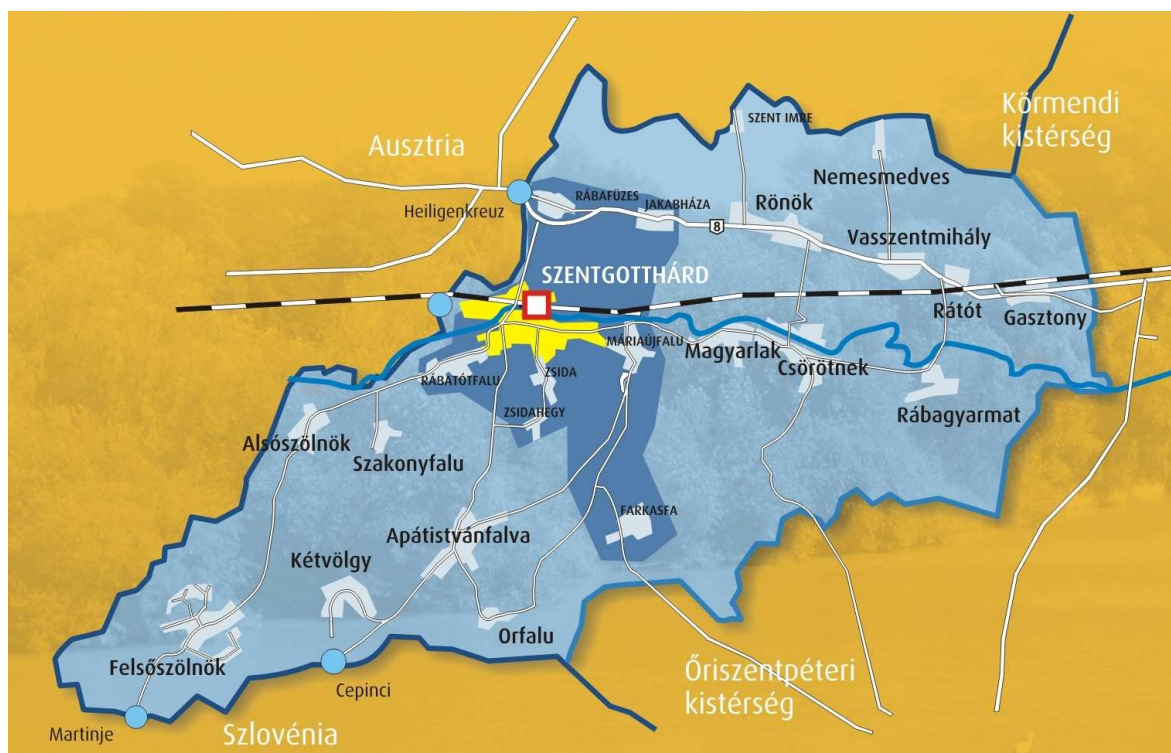 Ausztria
Körmendi
kistérség
SZENT IMRE
Nemesmedves
Heiligenkreuz
RÁBAFÜZES
JAKABHÁZA
Rönök
8
Vasszentmihály
SZENTGOTTHÁRD
Rátót
Gasztony
MÁRIAÚJFALU
Magyarlak
Csörötnek
RÁBATÓTFALU
ZSIDA
Rábagyarmat
ZSIDAHEGY
Alsószölnök
Szakonyfalu
FARKASFA
Apátistvánfalva
Kétvölgy
Orfalu
Felsőszölnök
Őriszentpéteri
kistérség
Cepinci
Martinje
Szlovénia